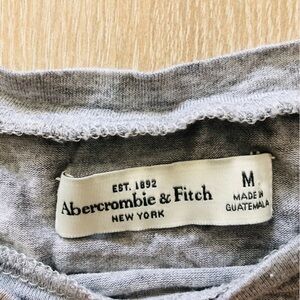 EST. 1892
Abercrombie & Fitch
NEW YORK
M
MADE IN
GUATEMALA